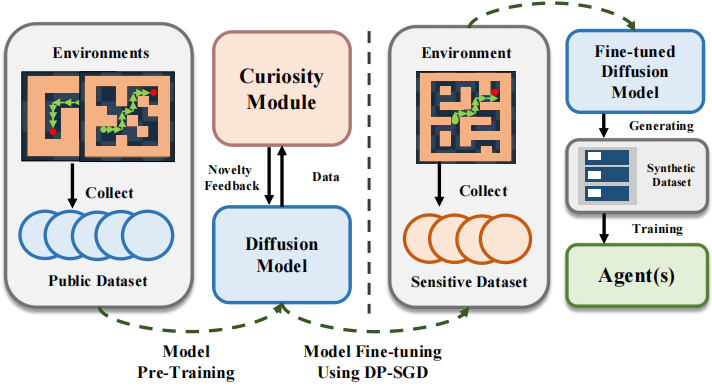 Environments
Collect
Public Dataset
Curiosity
Module
Novelty
Feedback
Data
Diffusion
Model
Model
Pre-Training
Environment
Collect
Sensitive Dataset
Model Fine-tuning
Using DP-SGD
Fine-tuned
Diffusion
Model
Generating
Synthetic
Dataset
Training
Agent(s)